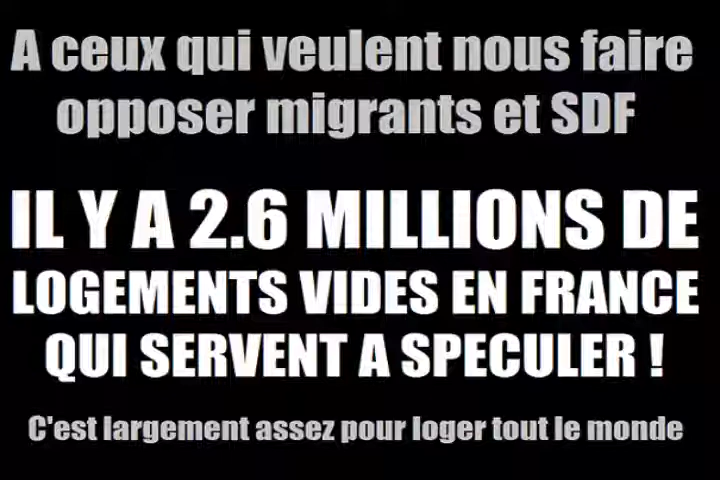 A ceux qui veulent nous faire
opposer migrants et SDF
IL Y A 2.6 MILLIONS DE
LOGEMENTS VIDES EN FRANCE
QUI SERVENT A SPECULER !
C'est largement assez pour loger tout le monde